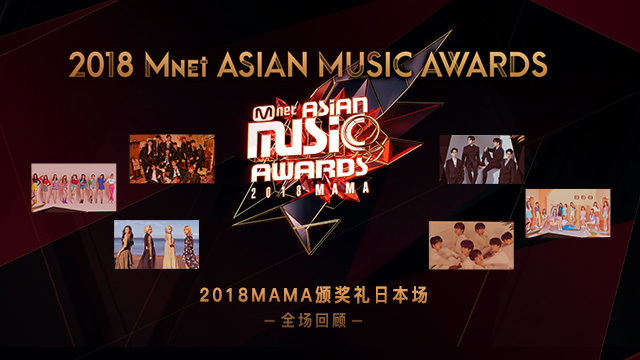 2018 Mnet ASIAN MUSIC AWARDS
Mnet ASIAN
MUSIC
AWARDS
2018 MAMA
2018MAMA颁奖礼日本场
—全场回顾—